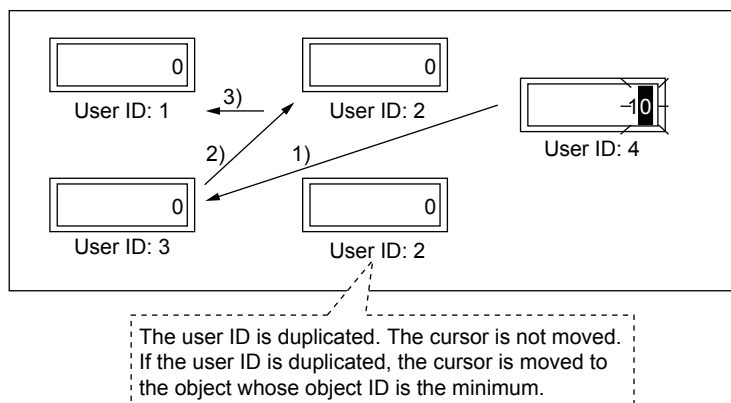 0
0
User ID: 1
3)
User ID: 2
10
User ID: 4
2)
1)
0
0
User ID: 3
User ID: 2
The user ID is duplicated. The cursor is not moved.
If the user ID is duplicated, the cursor is moved to
the object whose object ID is the minimum.